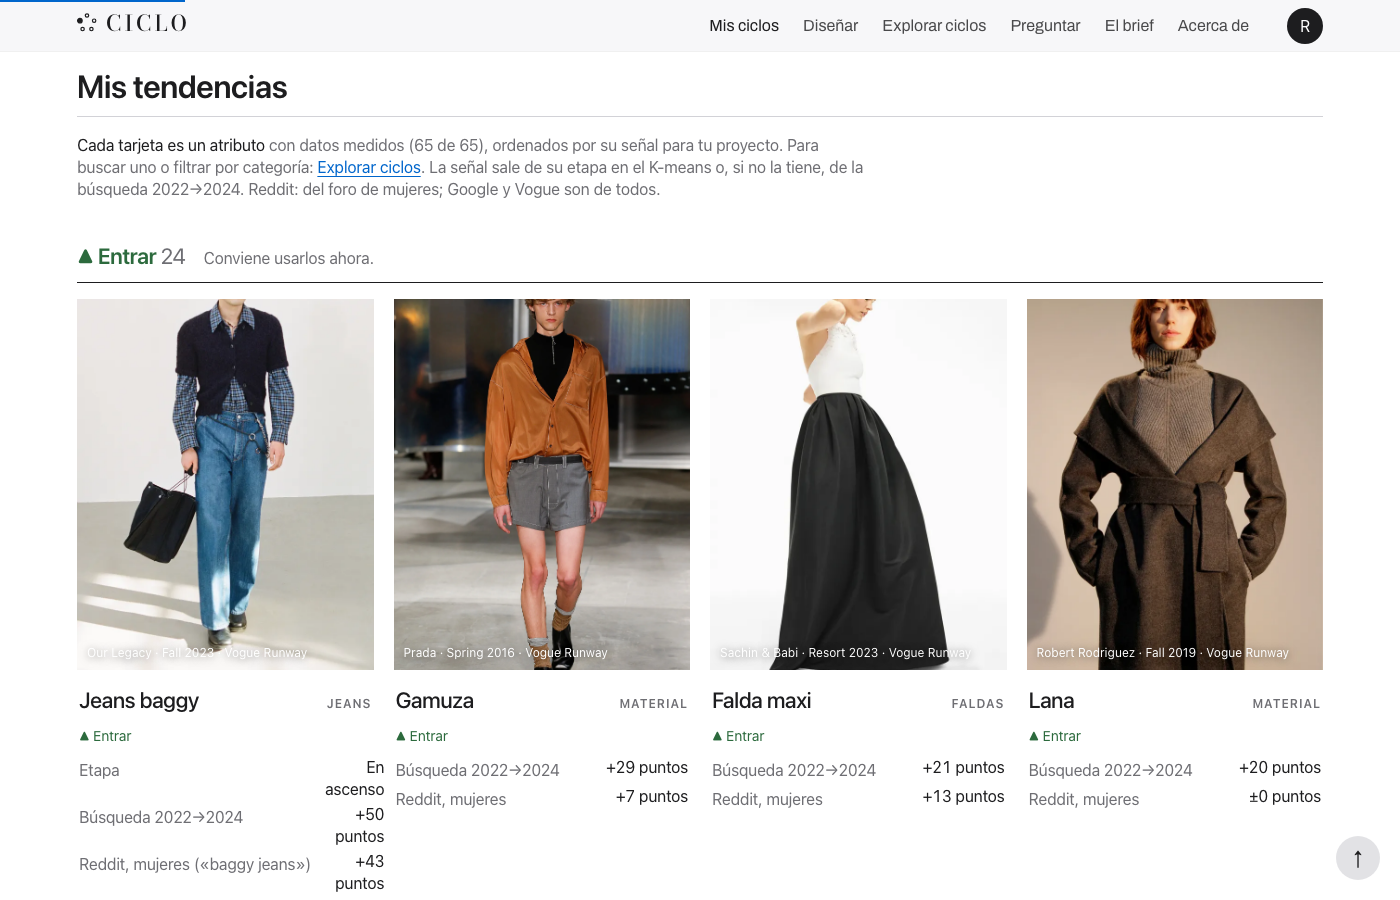 CICLO
Mis ciclos
Diseñar
Explorar ciclos
Preguntar
El brief
Acerca de
R
Mis tendencias
Cada tarjeta es un atributo con datos medidos (65 de 65), ordenados por su señal para tu proyecto. Para
buscar uno o filtrar por categoría: Explorar ciclos. La señal sale de su etapa en el K-means o, si no la tiene, de la
búsqueda 2022→2024. Reddit: del foro de mujeres; Google y Vogue son de todos.
▲ Entrar 24 Conviene usarlos ahora.
Our Legacy · Fall 2023 · Vogue Runway
Jeans baggy JEANS
▲ Entrar
Etapa En
ascenso
Búsqueda 2022→2024 +50
puntos
Reddit, mujeres («baggy jeans») +43
puntos
Prada · Spring 2016 · Vogue Runway
Gamuza MATERIAL
▲ Entrar
Búsqueda 2022→2024 +29 puntos
Reddit, mujeres +7 puntos
Sachin & Babi · Resort 2023 · Vogue Runway
Falda maxi FALDAS
▲ Entrar
Búsqueda 2022→2024 +21 puntos
Reddit, mujeres +13 puntos
Robert Rodriguez · Fall 2019 · Vogue Runway
Lana MATERIAL
▲ Entrar
Búsqueda 2022→2024 +20 puntos
Reddit, mujeres ±0 puntos
↑